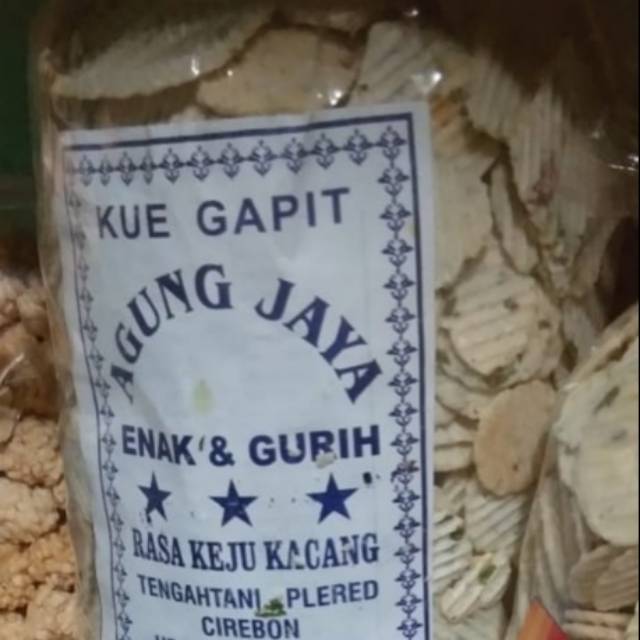 KUE GAPIT
AGUNG JAYA
ENAK & GURIH
RASA KEJU KACANG
TENGAHTANI PLERED
CIREBON